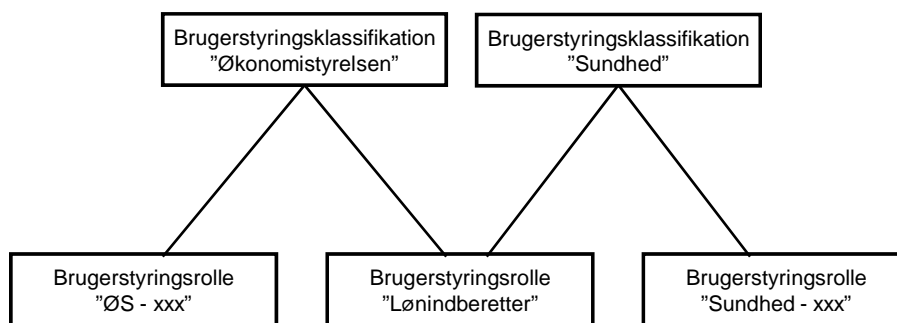 Brugerstyringsklassifikation
”Økonomistyrelsen”
Brugerstyringsklassifikation
”Sundhed”
Brugerstyringsrolle
”ØS - xxx”
Brugerstyringsrolle
”Lønindberetter”
Brugerstyringsrolle
”Sundhed - xxx”